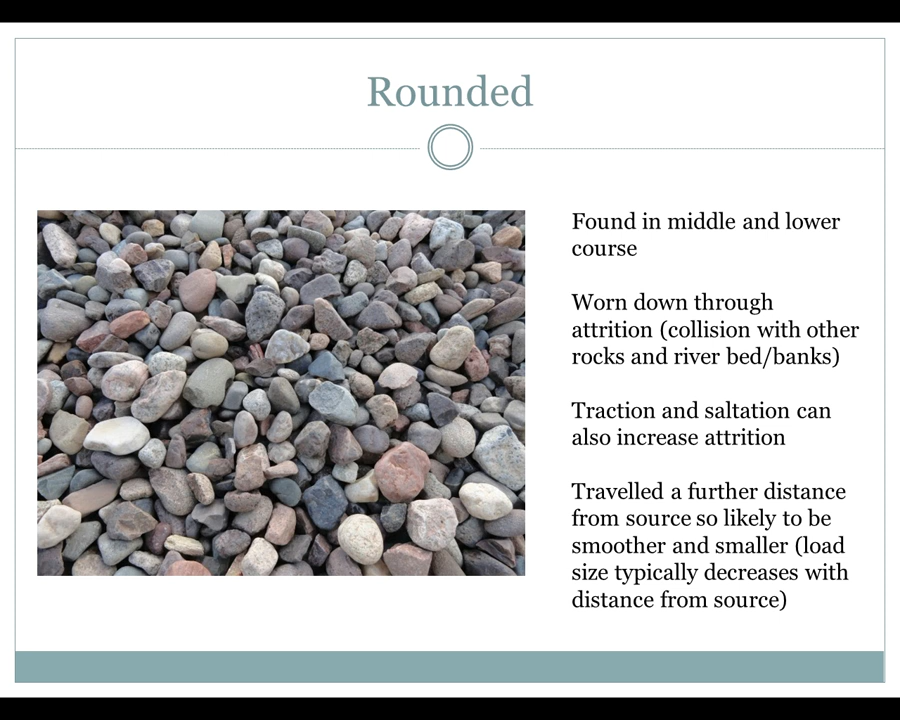 Rounded
Found in middle and lower
course
Worn down through
attrition (collision with other
rocks and river bed/banks)
Traction and saltation can
also increase attrition
Travelled a further distance
from source so likely to be
smoother and smaller (load
size typically decreases with
distance from source)